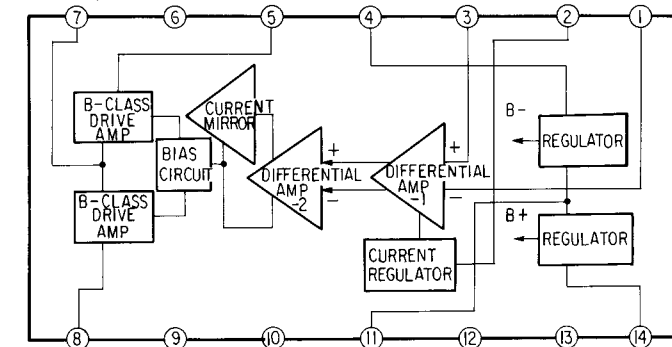 7 6 5 4 3 2 1
B-CLASS
DRIVE
AMP
CURRENT
MIRROR
BIAS
CIRCUIT
B-CLASS
DRIVE
AMP
+
DIFFERENTIAL
AMP
-2
-
+
DIFFERENTIAL
AMP
-1
-
CURRENT
REGULATOR
B-
REGULATOR
B+
REGULATOR
8 9 10 11 12 13 14